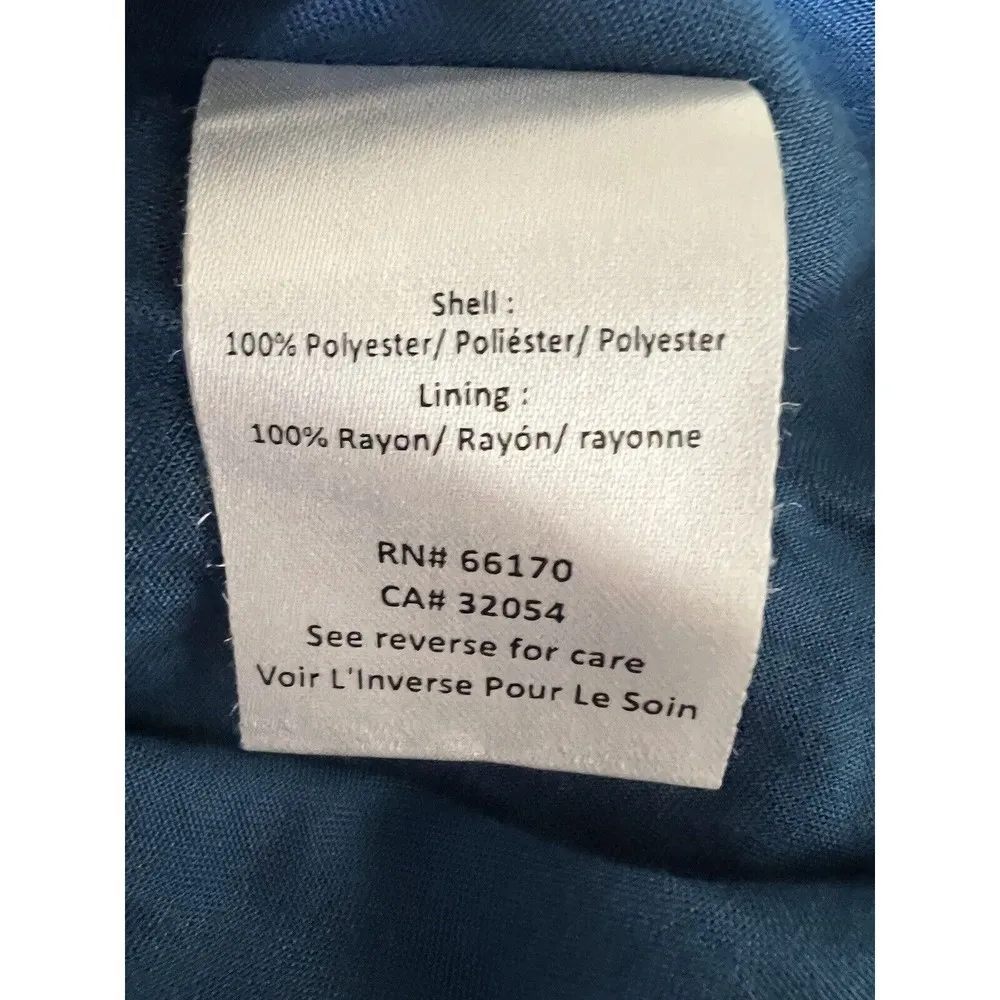 Shell :
100% Polyester/ Poliéster/ Polyester
Lining :
100% Rayon/ Rayón/ rayonne
RN# 66170
CA# 32054
See reverse for care
Voir L'Inverse Pour Le Soin